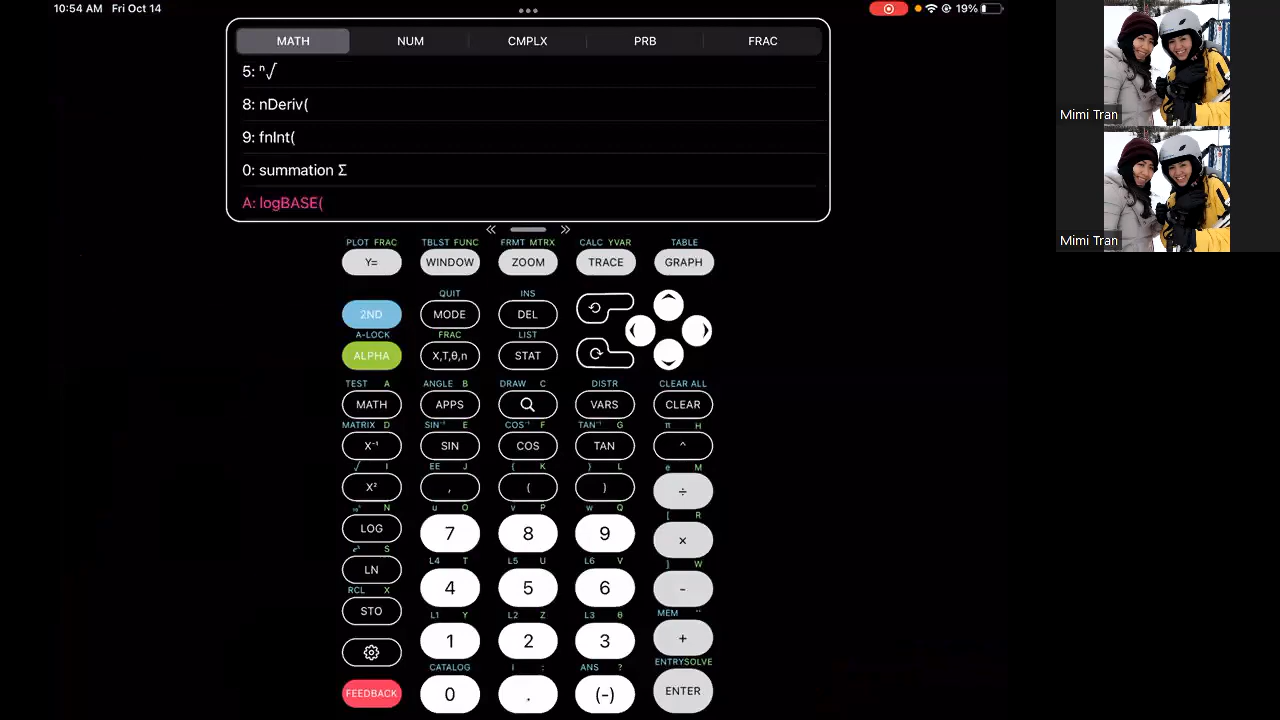 10:54 AM Fri Oct 14
19%
MATH NUM CMPLX PRB FRAC
5: ⁿ√
8: nDeriv(
9: fnInt(
0: summation Σ
A: logBASE(
Mimi Tran
Mimi Tran
PLOT FRAC TBLST FUNC FRMT MTRX CALC YVAR TABLE
Y= WINDOW ZOOM TRACE GRAPH
QUIT INS
2ND MODE DEL
A-LOCK FRAC LIST
ALPHA X,T,θ,n STAT
TEST A ANGLE B DRAW C DISTR CLEAR ALL
MATH APPS VARS CLEAR
MATRIX D SIN⁻¹ E COS⁻¹ F TAN⁻¹ G π H
X⁻¹ SIN COS TAN ^
√ I EE J { K } L e M
X² , ( ) ÷
10ˣ N u O v P w Q [ R
LOG 7 8 9 ×
eˣ S L4 T L5 U L6 V ] W
LN 4 5 6 -
RCL X L1 Y L2 Z L3 θ MEM "
STO 1 2 3 +
CATALOG i : ANS ? ENTRYSOLVE
FEEDBACK 0 . (-) ENTER